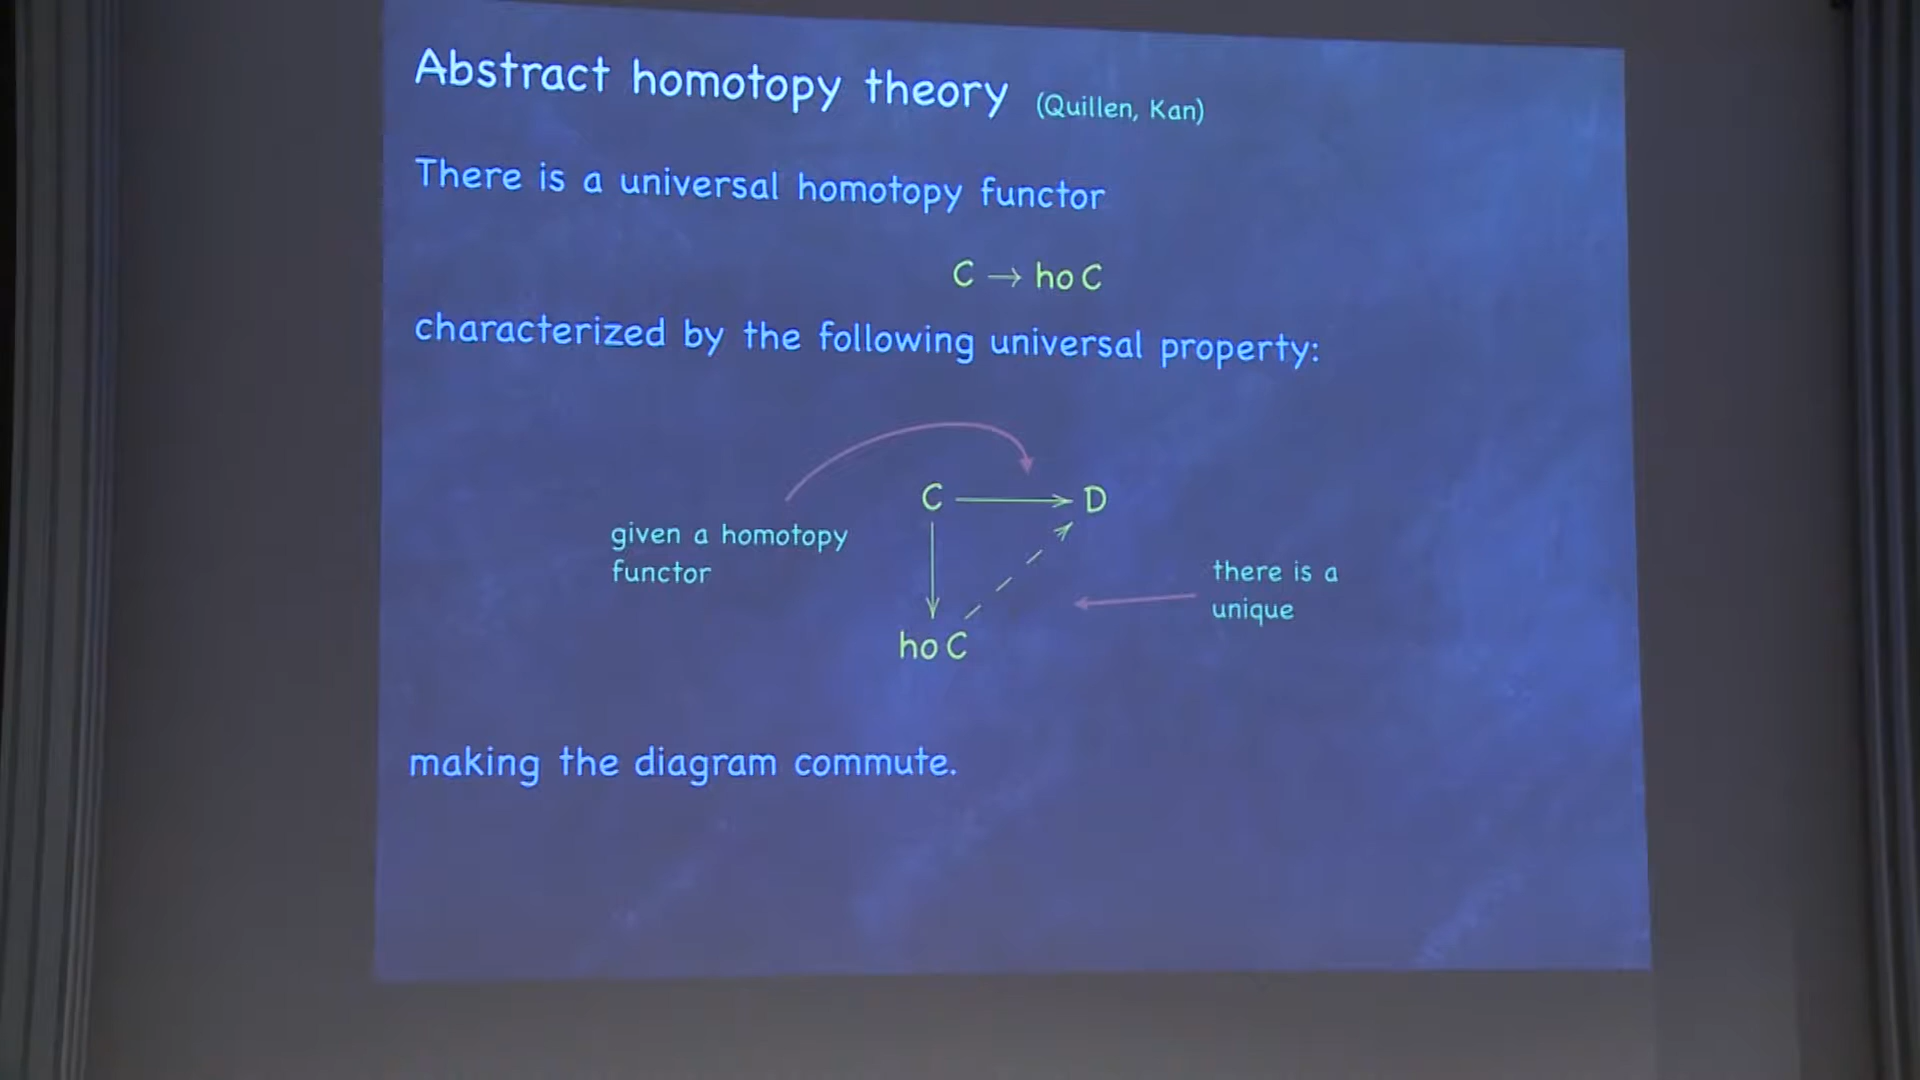 Abstract homotopy theory (Quillen, Kan)
There is a universal homotopy functor
C → ho C
characterized by the following universal property:
C → D
given a homotopy
functor
there is a
unique
ho C
making the diagram commute.